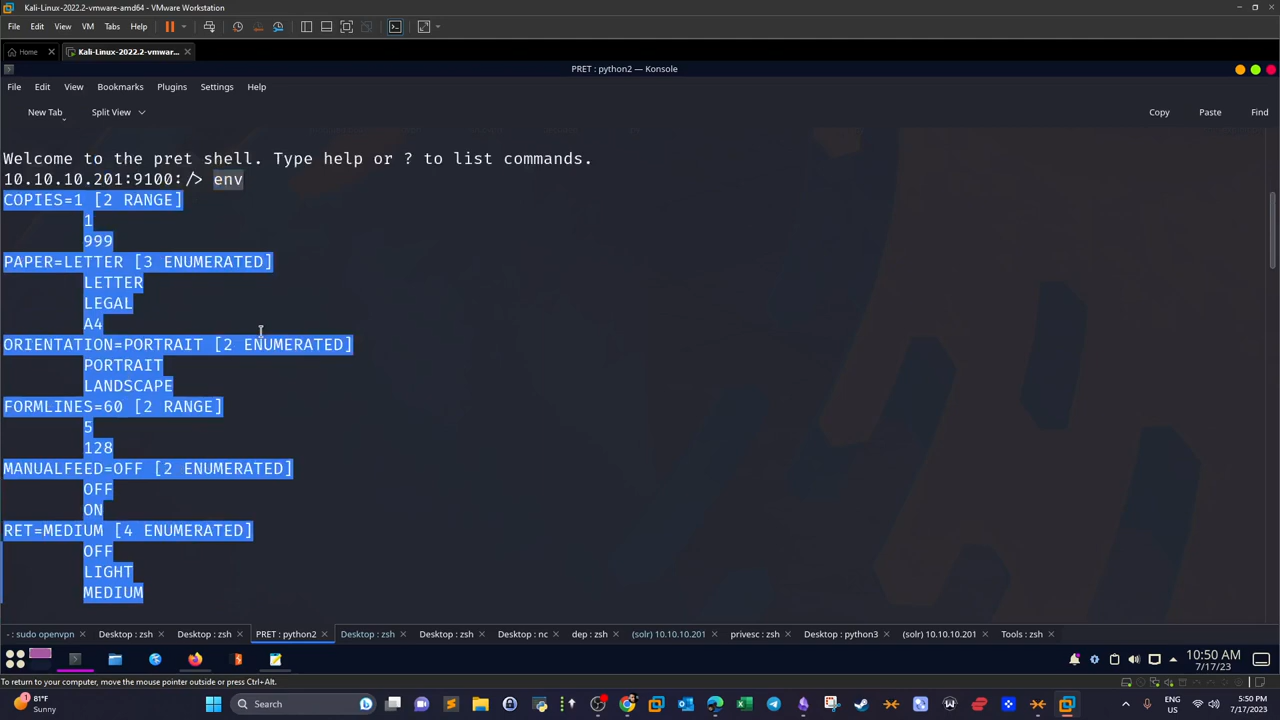 Kali-Linux-2022.2-vmware-amd64 - VMware Workstation
File Edit View VM Tabs Help
Home Kali-Linux-2022.2-vmwar...
PRET : python2 — Konsole
File Edit View Bookmarks Plugins Settings Help
New Tab Split View Copy Paste Find
Welcome to the pret shell. Type help or ? to list commands.
10.10.10.201:9100:/> env
COPIES=1 [2 RANGE]
1
999
PAPER=LETTER [3 ENUMERATED]
LETTER
LEGAL
A4
ORIENTATION=PORTRAIT [2 ENUMERATED]
PORTRAIT
LANDSCAPE
FORMLINES=60 [2 RANGE]
5
128
MANUALFEED=OFF [2 ENUMERATED]
OFF
ON
RET=MEDIUM [4 ENUMERATED]
OFF
LIGHT
MEDIUM
- : sudo openvpn Desktop : zsh Desktop : zsh PRET : python2 Desktop : zsh Desktop : zsh Desktop : nc dep : zsh (solr) 10.10.10.201 privesc : zsh Desktop : python3 (solr) 10.10.10.201 Tools : zsh
10:50 AM
7/17/23
To return to your computer, move the mouse pointer outside or press Ctrl+Alt.
81°F
Sunny
Search
ENG
US
5:50 PM
7/17/2023